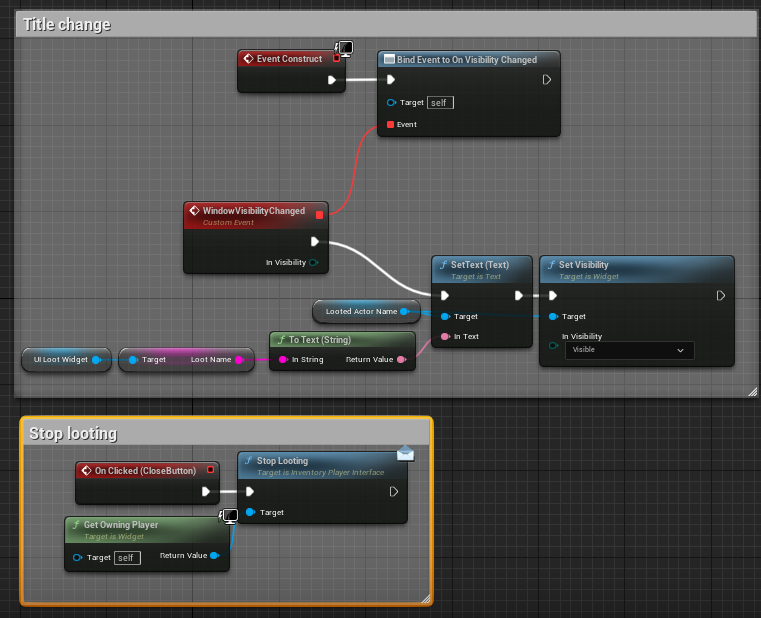 Title change
Event Construct
Bind Event to On Visibility Changed
Target self
Event
WindowVisibilityChanged
Custom Event
In Visibility
SetText (Text)
Target is Text
Target
In Text
Set Visibility
Target is Widget
Target
In Visibility
Visible
Looted Actor Name
To Text (String)
In String Return Value
UI Loot Widget
Target Loot Name
Stop looting
On Clicked (CloseButton)
Stop Looting
Target is Inventory Player Interface
Target
Get Owning Player
Target is Widget
Target self Return Value